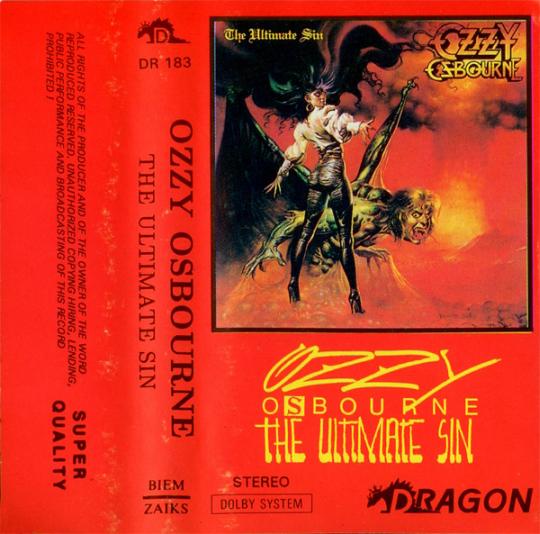 ALL RIGHTS OF THE PRODUCER AND OF THE OWNER OF THE WORD
REPRODUCED RESERVED. UNAUTHORIZED COPYING HIRING, LENDING,
PUBLIC PERFORMANCE AND BROADCASTING OF THIS RECORD
PROHIBITED !
SUPER
QUALITY
D
DR 183
OZZY OSBOURNE
THE ULTIMATE SIN
BIEM
ZAIKS
The Ultimate Sin
OZZY
OSBOURNE
OZZY
OSBOURNE
THE ULTIMATE SIN
STEREO
DOLBY SYSTEM
DRAGON